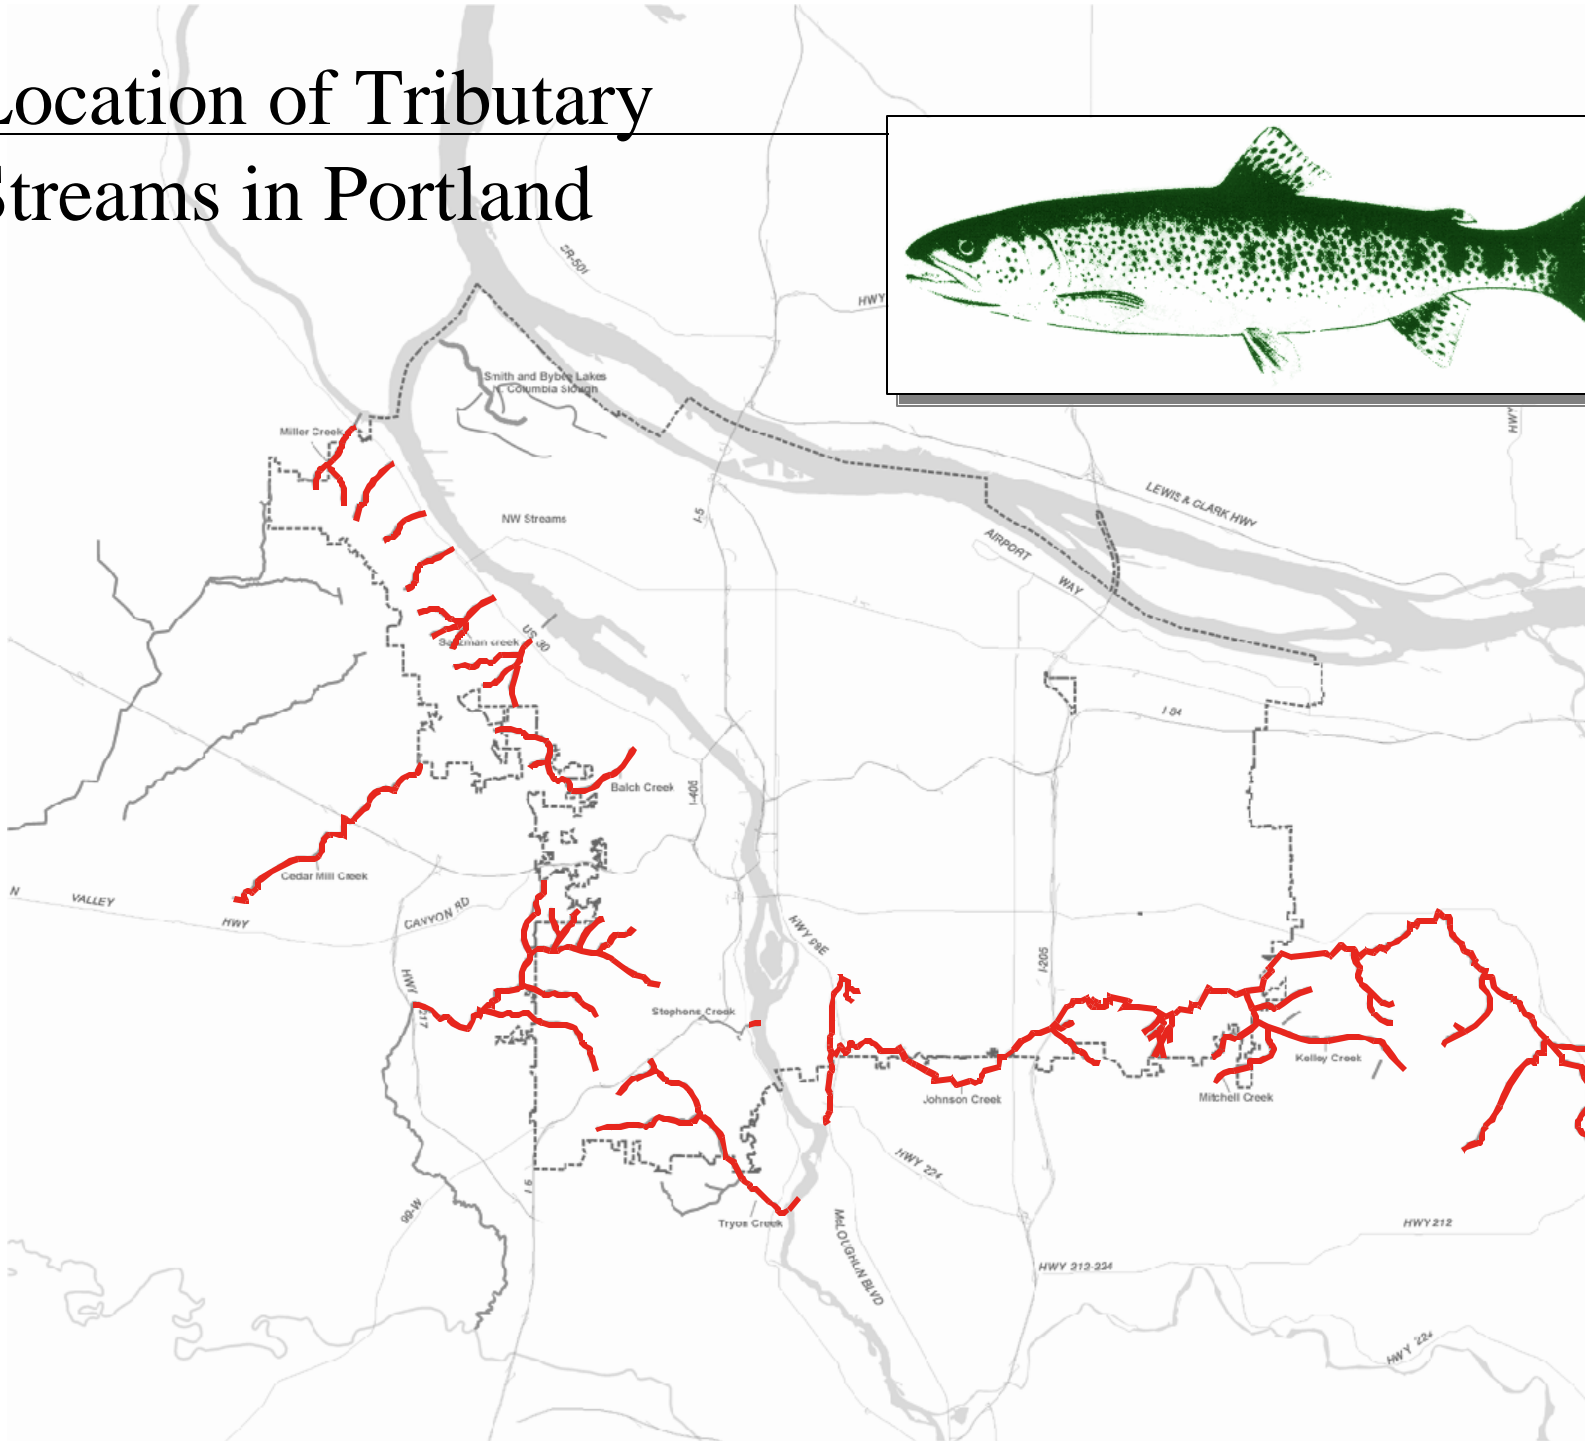 Location of Tributary
Streams in Portland
SR-501
HWY
Smith and Bybee Lakes
Columbia Slough
Miller Creek
HWY
LEWIS & CLARK HWY
NW Streams
I-5
AIRPORT
WAY
Saltzman creek
US 30
I-84
Balch Creek
I-405
Cedar Mill Creek
N
VALLEY
HWY
CANYON RD
HWY 99E
HWY
217
I-205
Stephens Creek
Kelley Creek
Johnson Creek
Mitchell Creek
HWY 224
I 5
99-W
Tryon Creek
McLOUGHLIN BLVD
HWY 212
HWY 212-224
HWY 224